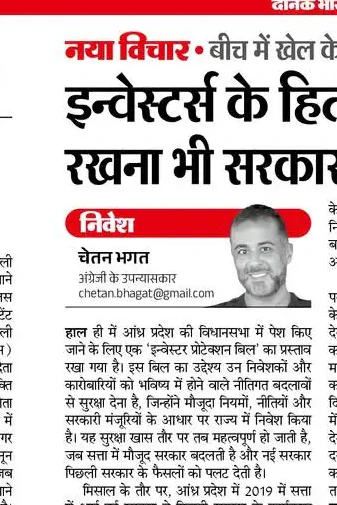 नया विचार • बीच में खेल के
इन्वेस्टर्स के हित
रखना भी सरकार
निवेश
चेतन भगत
अंग्रेजी के उपन्यासकार
chetan.bhagat@gmail.com
हाल ही में आंध्र प्रदेश की विधानसभा में पेश किए
जाने के लिए एक ‘इन्वेस्टर प्रोटेक्शन बिल’ का प्रस्ताव
रखा गया है। इस बिल का उद्देश्य उन निवेशकों और
कारोबारियों को भविष्य में होने वाले नीतिगत बदलावों
से सुरक्षा देना है, जिन्होंने मौजूदा नियमों, नीतियों और
सरकारी मंजूरियों के आधार पर राज्य में निवेश किया
है। यह सुरक्षा खास तौर पर तब महत्वपूर्ण हो जाती है,
जब सत्ता में मौजूद सरकार बदलती है और नई सरकार
पिछली सरकार के फैसलों को पलट देती है।
मिसाल के तौर पर, आंध्र प्रदेश में 2019 में सत्ता